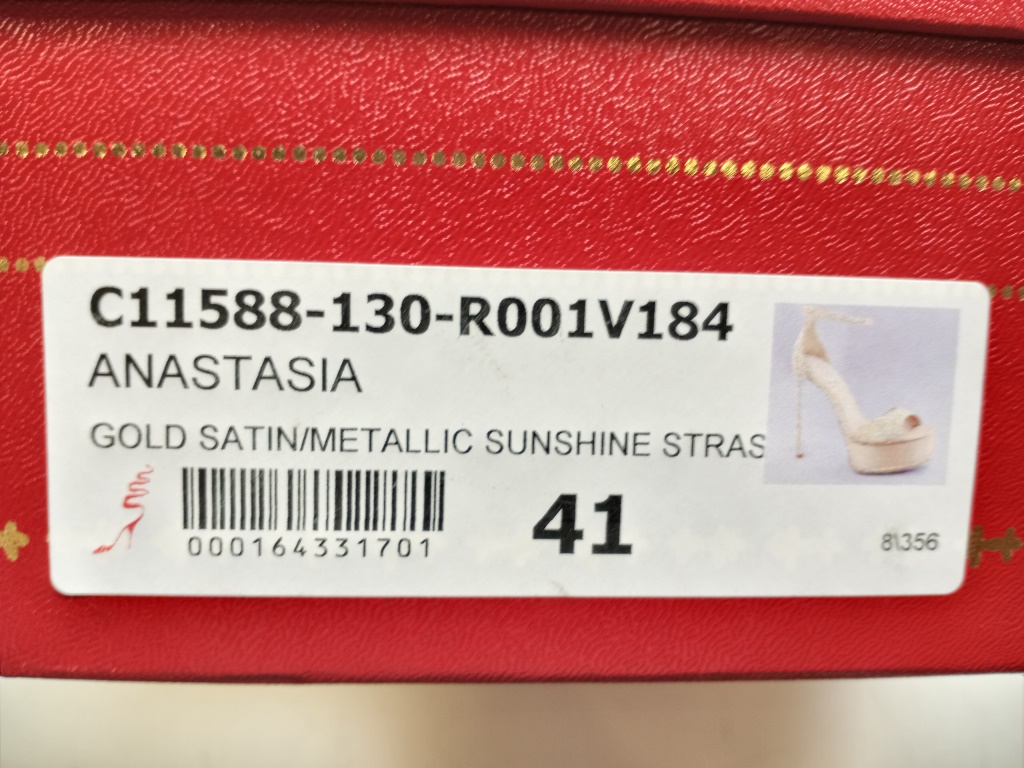 C11588-130-R001V184
ANASTASIA
GOLD SATIN/METALLIC SUNSHINE STRAS
000164331701
41
8\356